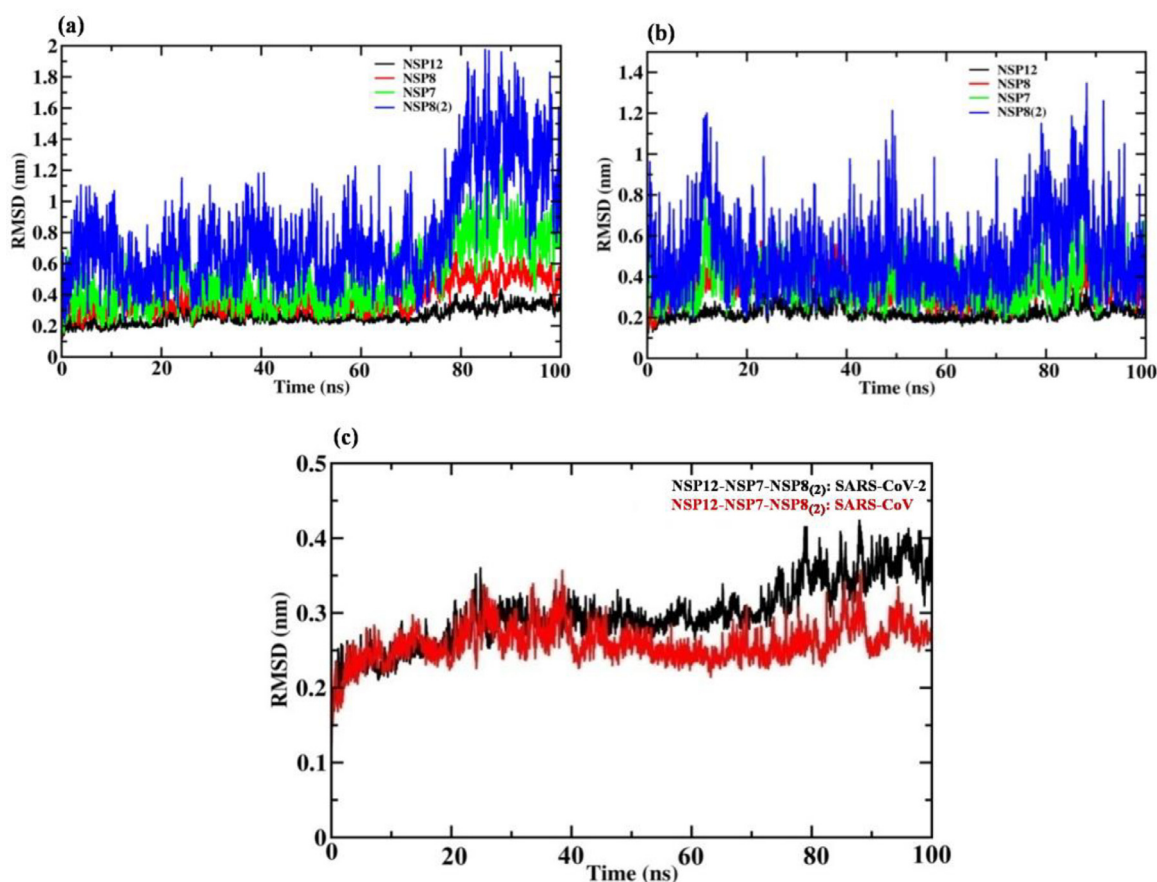 (a)
2
1.8
1.6
1.4
1.2
1
0.8
0.6
0.4
0.2
0
RMSD (nm)
NSP12
NSP8
NSP7
NSP8(2)
0 20 40 60 80 100
Time (ns)
(b)
1.4
1.2
1
0.8
0.6
0.4
0.2
0
RMSD (nm)
NSP12
NSP8
NSP7
NSP8(2)
0 20 40 60 80 100
Time (ns)
(c)
0.5
0.4
0.3
0.2
0.1
0
RMSD (nm)
NSP12-NSP7-NSP8(2): SARS-CoV-2
NSP12-NSP7-NSP8(2): SARS-CoV
0 20 40 60 80 100
Time (ns)